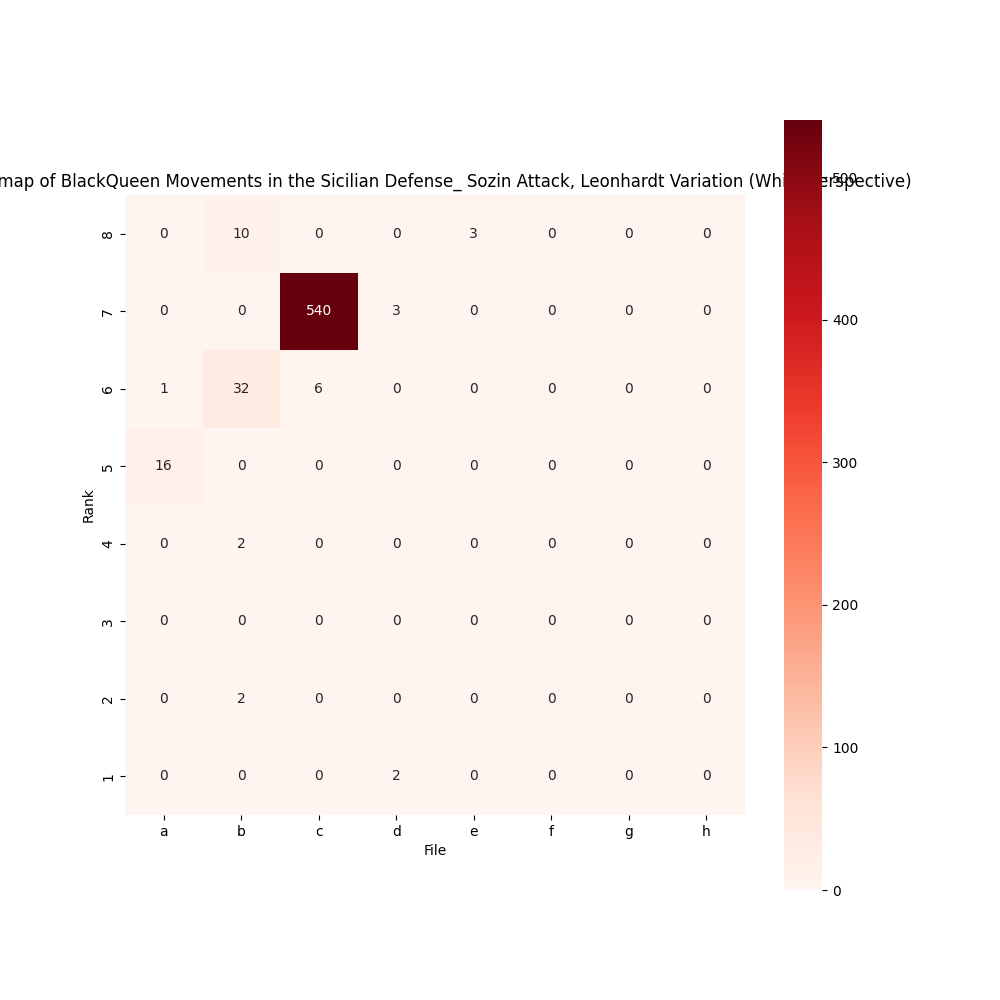 map of BlackQueen Movements in the Sicilian Defense_ Sozin Attack, Leonhardt Variation (Whi erspective)
500
8 0 10 0 0 3 0 0 0
7 0 0 540 3 0 0 0 0
400
6 1 32 6 0 0 0 0 0
300
5 16 0 0 0 0 0 0 0
Rank
4 0 2 0 0 0 0 0 0
200
3 0 0 0 0 0 0 0 0
2 0 2 0 0 0 0 0 0
100
1 0 0 0 2 0 0 0 0
a b c d e f g h
File
0